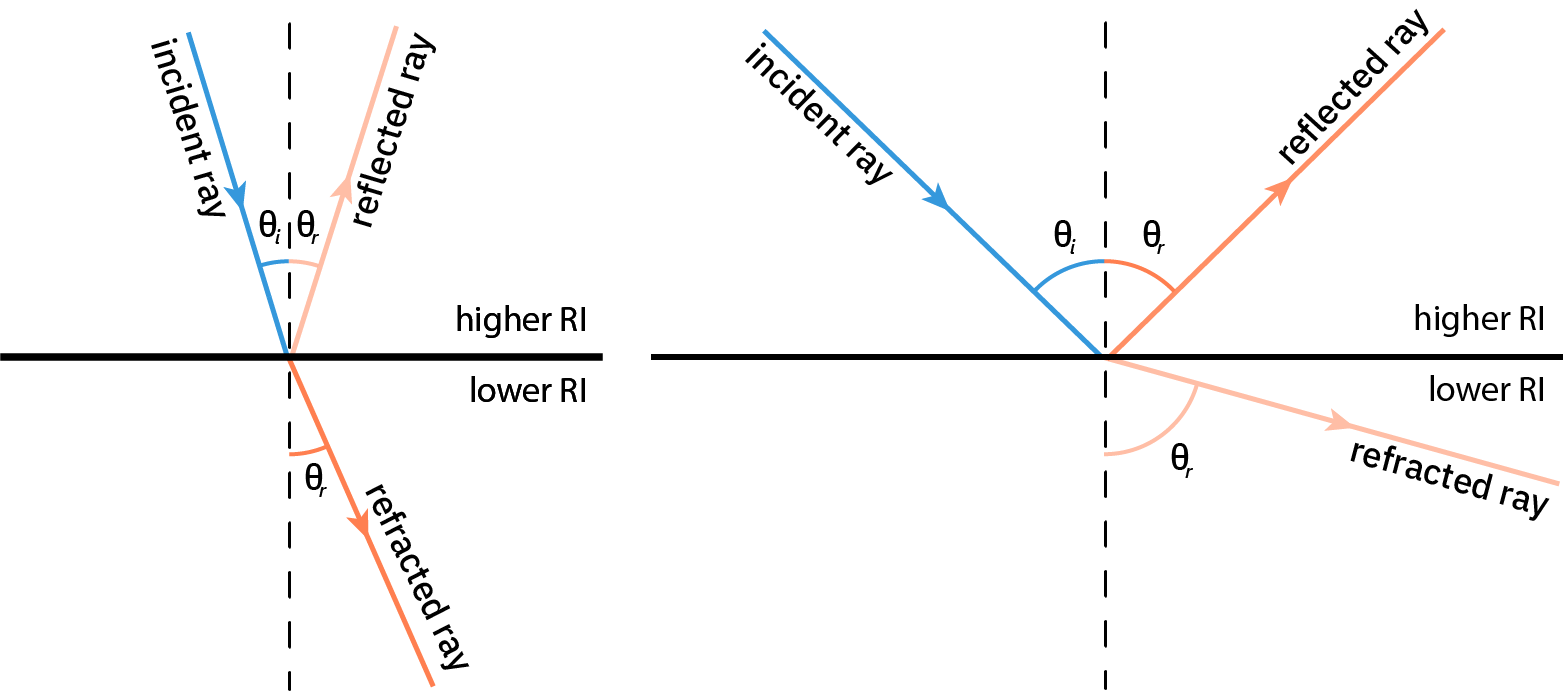 incident ray
reflected ray
θi θr
higher RI
lower RI
θr
refracted ray
incident ray
reflected ray
θi θr
higher RI
lower RI
θr
refracted ray